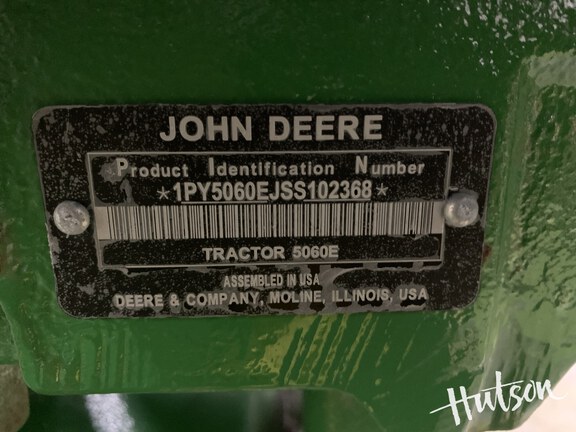 JOHN DEERE
Product Identification Number
*1PY5060EJSS102368*
TRACTOR 5060E
ASSEMBLED IN USA
DEERE & COMPANY, MOLINE, ILLINOIS, USA
Hutson